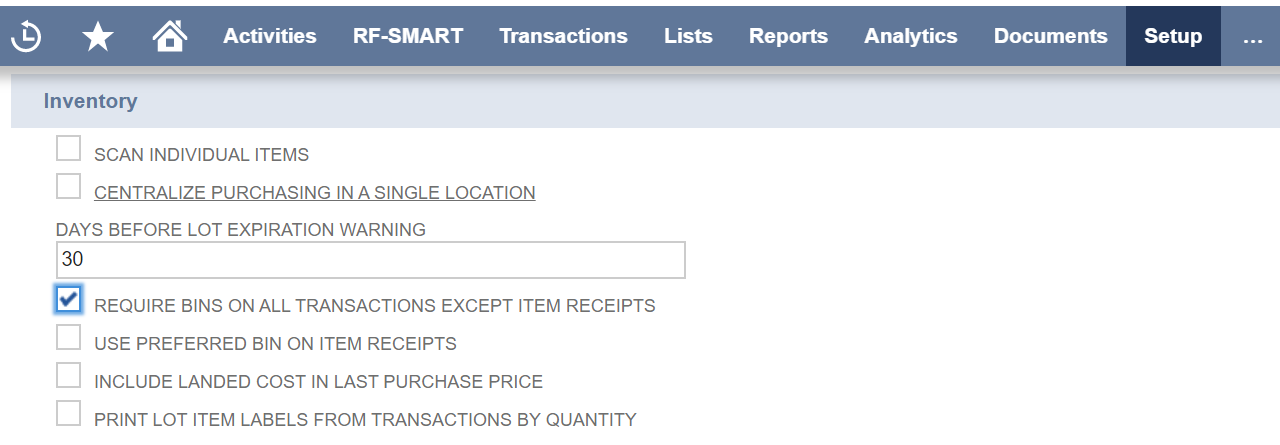 Activities RF-SMART Transactions Lists Reports Analytics Documents Setup ...
Inventory
SCAN INDIVIDUAL ITEMS
CENTRALIZE PURCHASING IN A SINGLE LOCATION
DAYS BEFORE LOT EXPIRATION WARNING
30
REQUIRE BINS ON ALL TRANSACTIONS EXCEPT ITEM RECEIPTS
USE PREFERRED BIN ON ITEM RECEIPTS
INCLUDE LANDED COST IN LAST PURCHASE PRICE
PRINT LOT ITEM LABELS FROM TRANSACTIONS BY QUANTITY